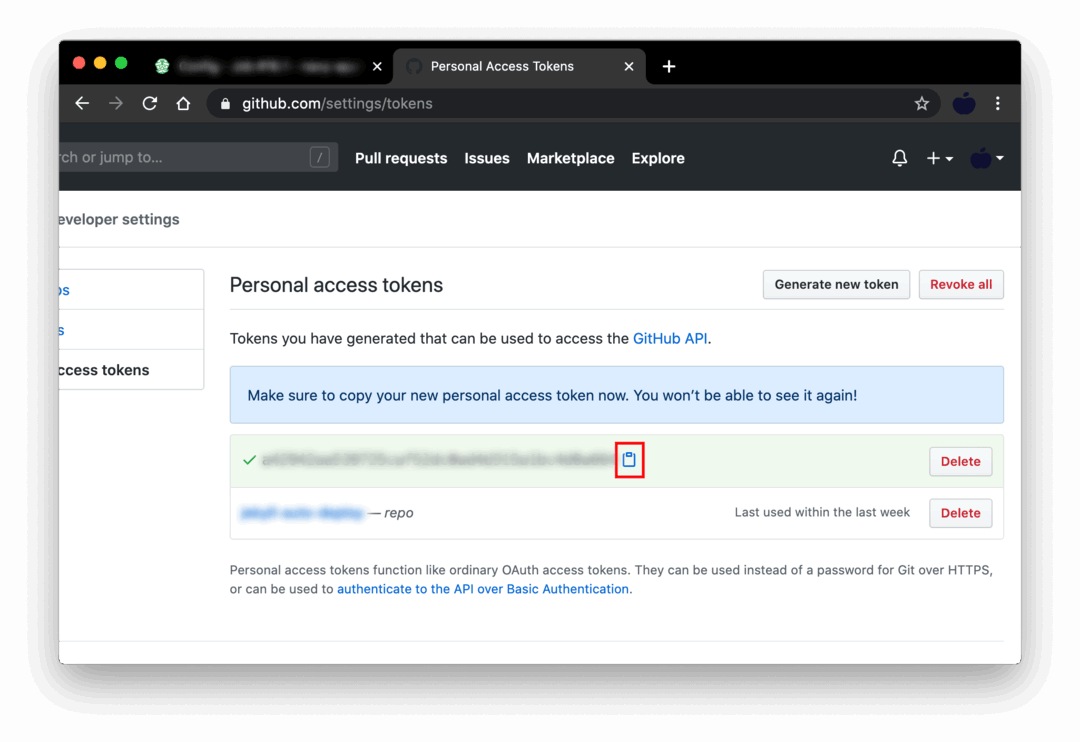 Personal Access Tokens
github.com/settings/tokens
rch or jump to... / Pull requests Issues Marketplace Explore
eveloper settings
ps
s
ccess tokens
Personal access tokens
Generate new token
Revoke all
Tokens you have generated that can be used to access the GitHub API.
Make sure to copy your new personal access token now. You won’t be able to see it again!
Delete
— repo
Last used within the last week
Delete
Personal access tokens function like ordinary OAuth access tokens. They can be used instead of a password for Git over HTTPS,
or can be used to authenticate to the API over Basic Authentication.